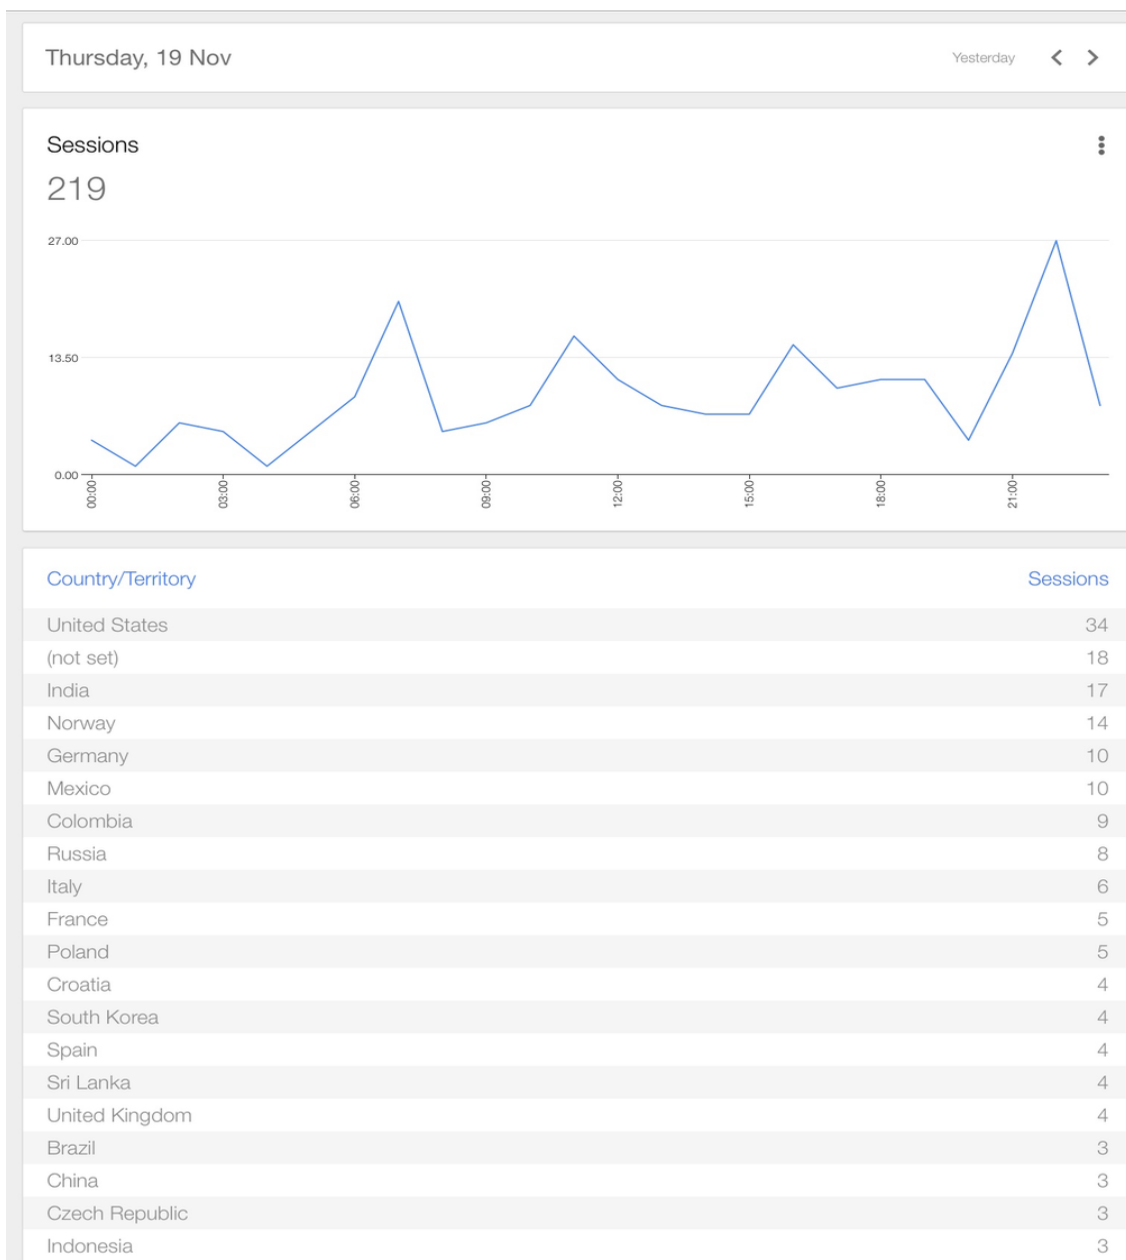 Thursday, 19 Nov Yesterday
Sessions
219
27.00
13.50
0.00
00:00 03:00 06:00 09:00 12:00 15:00 18:00 21:00
Country/Territory Sessions
United States 34
(not set) 18
India 17
Norway 14
Germany 10
Mexico 10
Colombia 9
Russia 8
Italy 6
France 5
Poland 5
Croatia 4
South Korea 4
Spain 4
Sri Lanka 4
United Kingdom 4
Brazil 3
China 3
Czech Republic 3
Indonesia 3